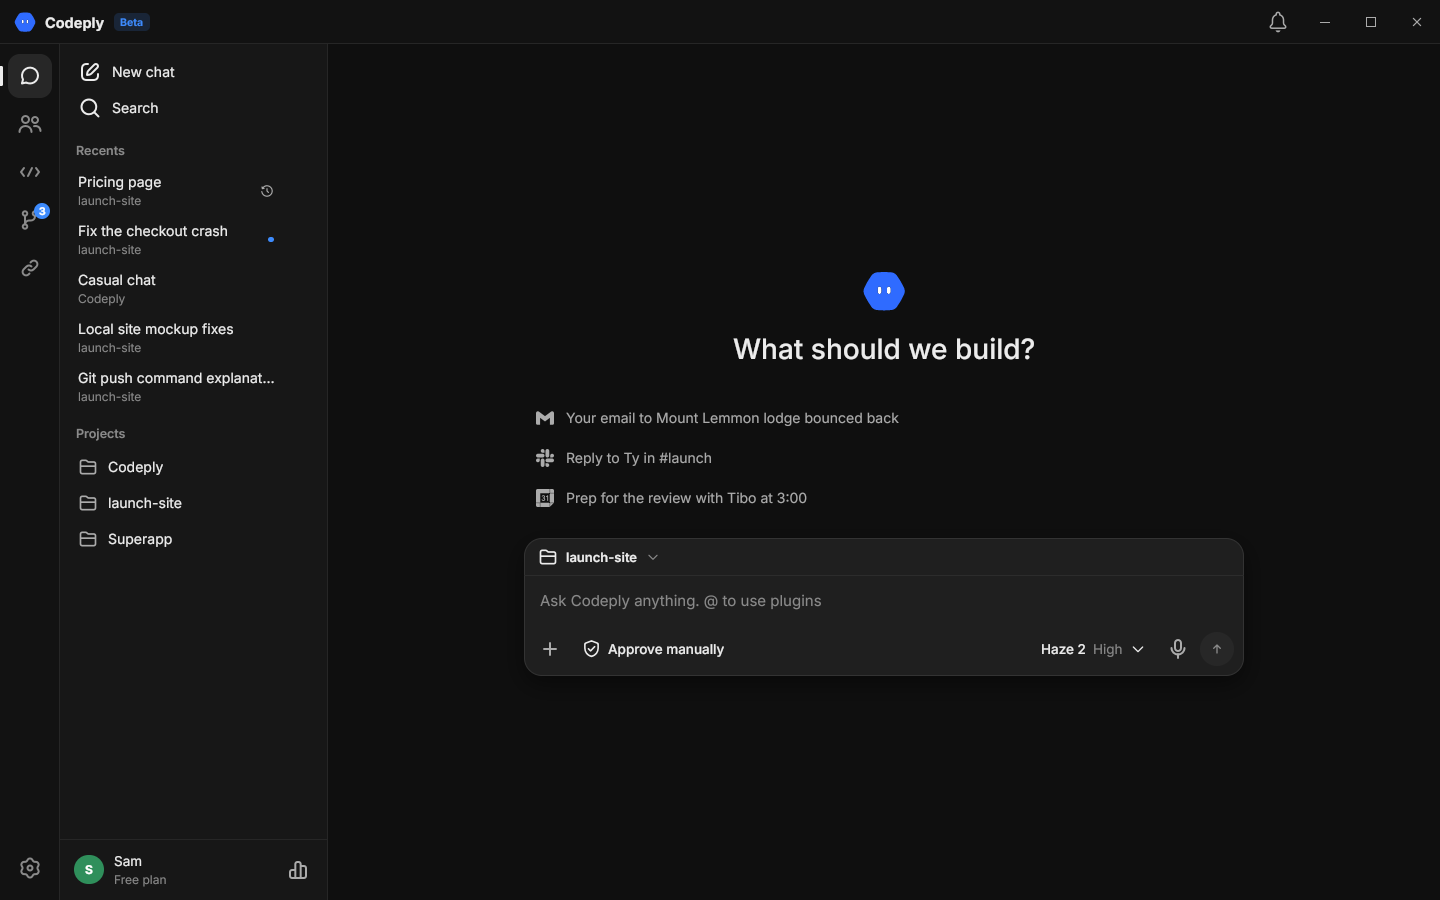 Codeply Beta
New chat
Search
3
Recents
Pricing page
launch-site
Fix the checkout crash
launch-site
Casual chat
Codeply
Local site mockup fixes
launch-site
Git push command explanat...
launch-site
Projects
Codeply
launch-site
Superapp
S
Sam
Free plan
What should we build?
Your email to Mount Lemmon lodge bounced back
Reply to Ty in #launch
31
Prep for the review with Tibo at 3:00
launch-site
Ask Codeply anything. @ to use plugins
Approve manually
Haze 2 High